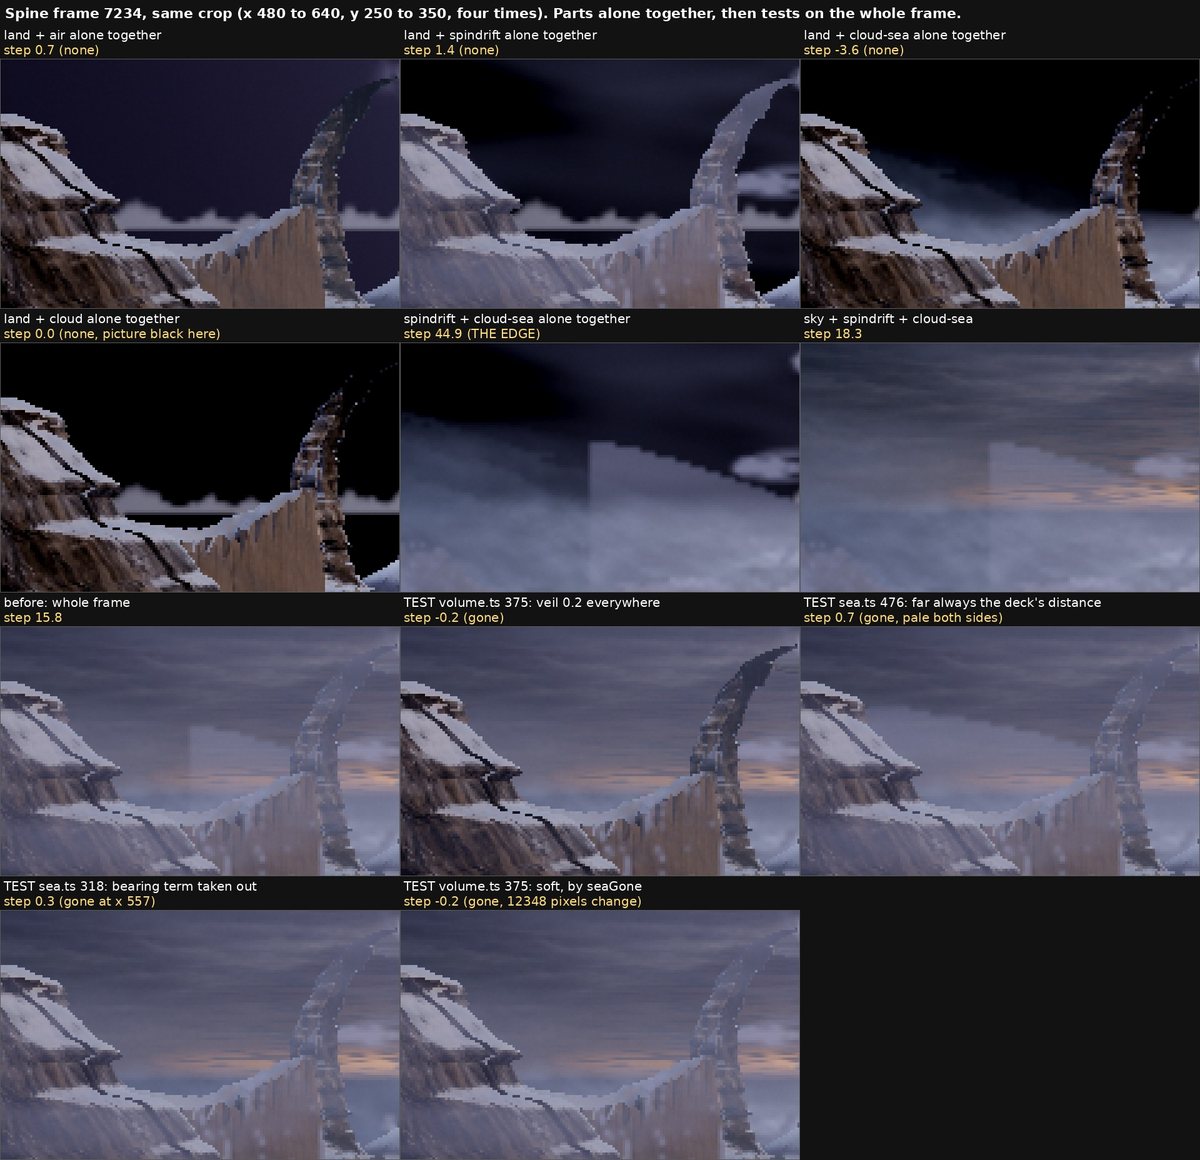 Spine frame 7234, same crop (x 480 to 640, y 250 to 350, four times). Parts alone together, then tests on the whole frame.
land + air alone together
step 0.7 (none)
land + spindrift alone together
step 1.4 (none)
land + cloud-sea alone together
step -3.6 (none)
land + cloud alone together
step 0.0 (none, picture black here)
spindrift + cloud-sea alone together
step 44.9 (THE EDGE)
sky + spindrift + cloud-sea
step 18.3
before: whole frame
step 15.8
TEST volume.ts 375: veil 0.2 everywhere
step -0.2 (gone)
TEST sea.ts 476: far always the deck's distance
step 0.7 (gone, pale both sides)
TEST sea.ts 318: bearing term taken out
step 0.3 (gone at x 557)
TEST volume.ts 375: soft, by seaGone
step -0.2 (gone, 12348 pixels change)